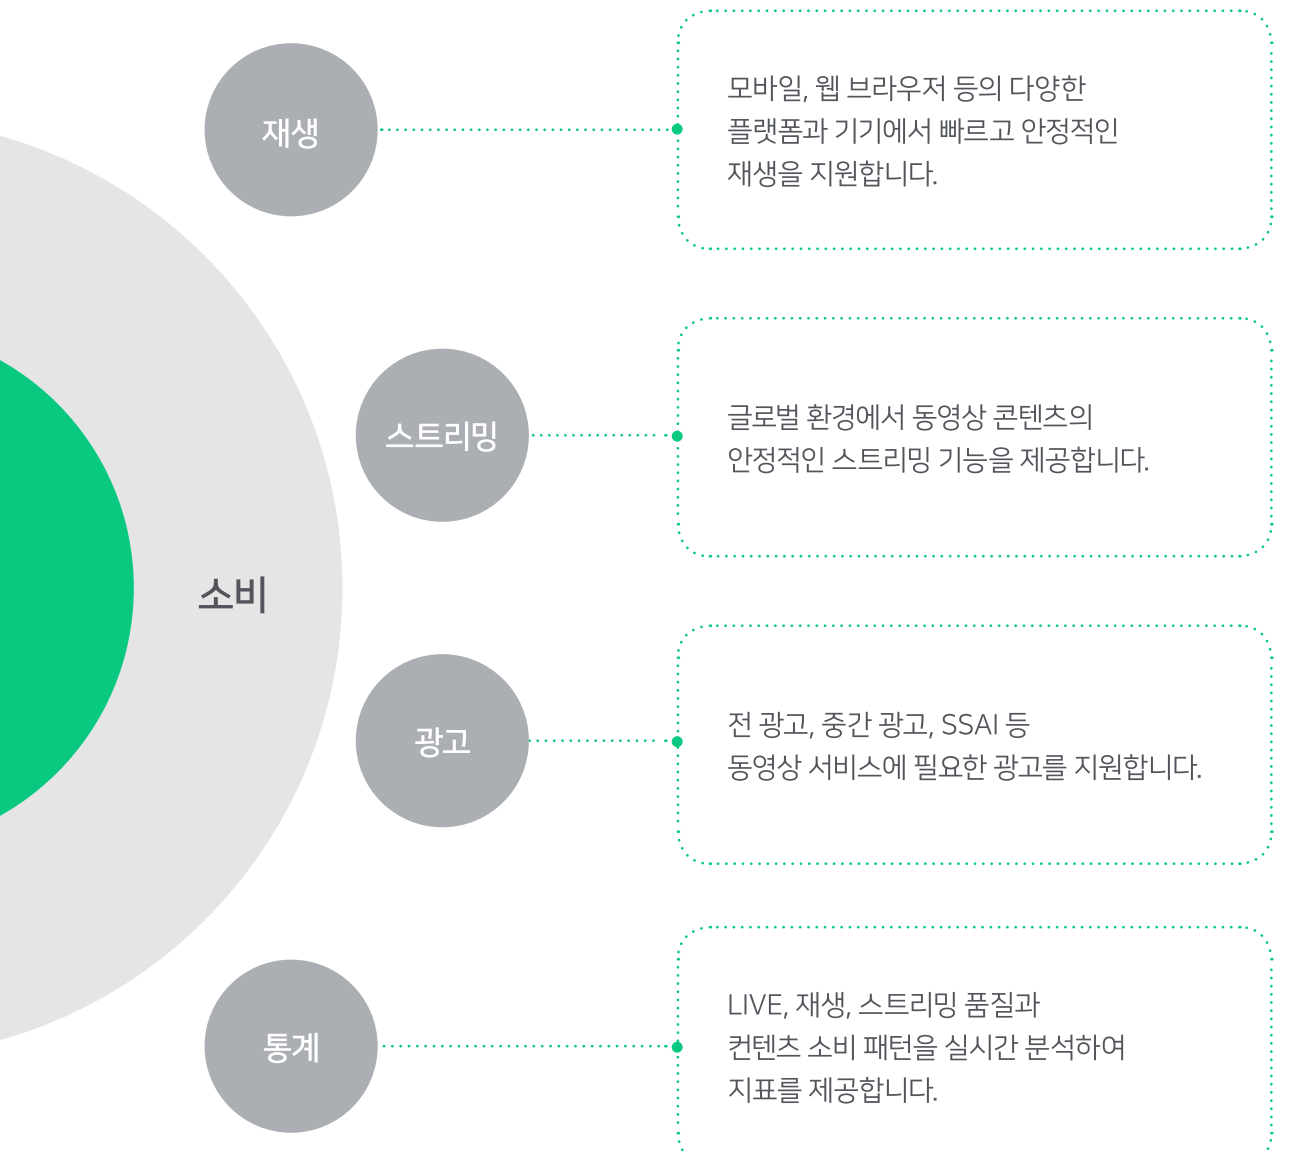 재생
모바일, 웹 브라우저 등의 다양한
플랫폼과 기기에서 빠르고 안정적인
재생을 지원합니다.
스트리밍
글로벌 환경에서 동영상 콘텐츠의
안정적인 스트리밍 기능을 제공합니다.
소비
광고
전 광고, 중간 광고, SSAI 등
동영상 서비스에 필요한 광고를 지원합니다.
통계
LIVE, 재생, 스트리밍 품질과
컨텐츠 소비 패턴을 실시간 분석하여
지표를 제공합니다.